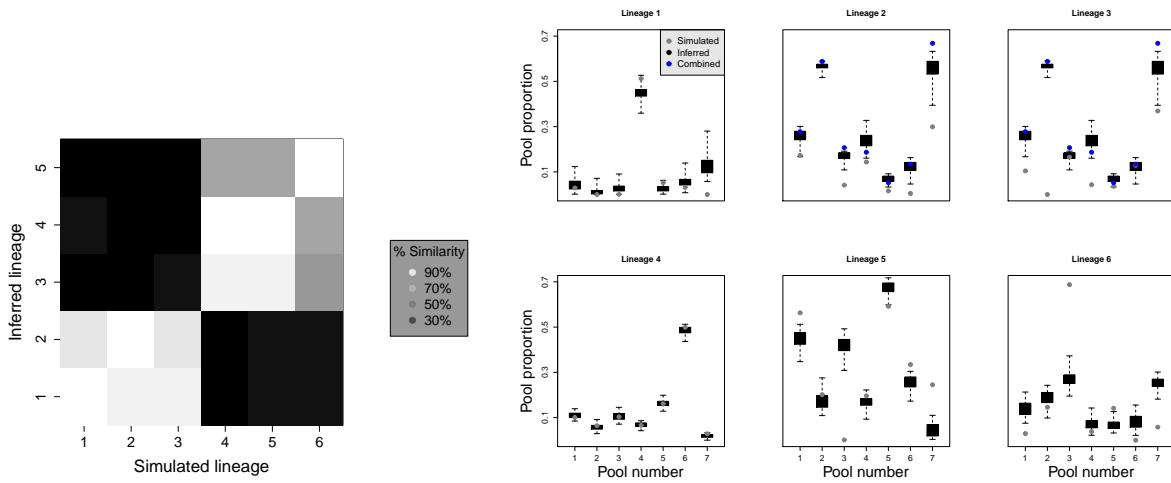 Inferred lineage
5
4
3
2
1
1 2 3 4 5 6
Simulated lineage
% Similarity
90%
70%
50%
30%
Lineage 1
Lineage 2
Lineage 3
Pool proportion
0.7
0.5
0.3
0.1
Simulated
Inferred
Combined
Lineage 4
Lineage 5
Lineage 6
Pool proportion
0.7
0.5
0.3
0.1
1 2 3 4 5 6 7
1 2 3 4 5 6 7
1 2 3 4 5 6 7
Pool number
Pool number
Pool number